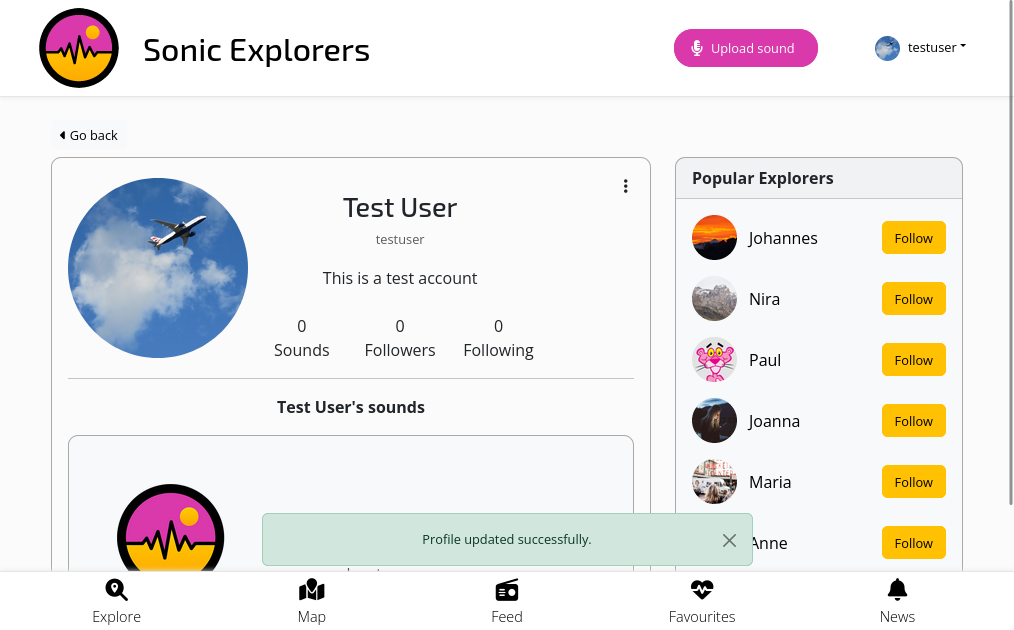 Sonic Explorers
Upload sound
testuser
Go back
Test User
testuser
This is a test account
0 0 0
Sounds Followers Following
Test User's sounds
Popular Explorers
Johannes Follow
Nira Follow
Paul Follow
Joanna Follow
Maria Follow
Anne Follow
Profile updated successfully.
Explore Map Feed Favourites News